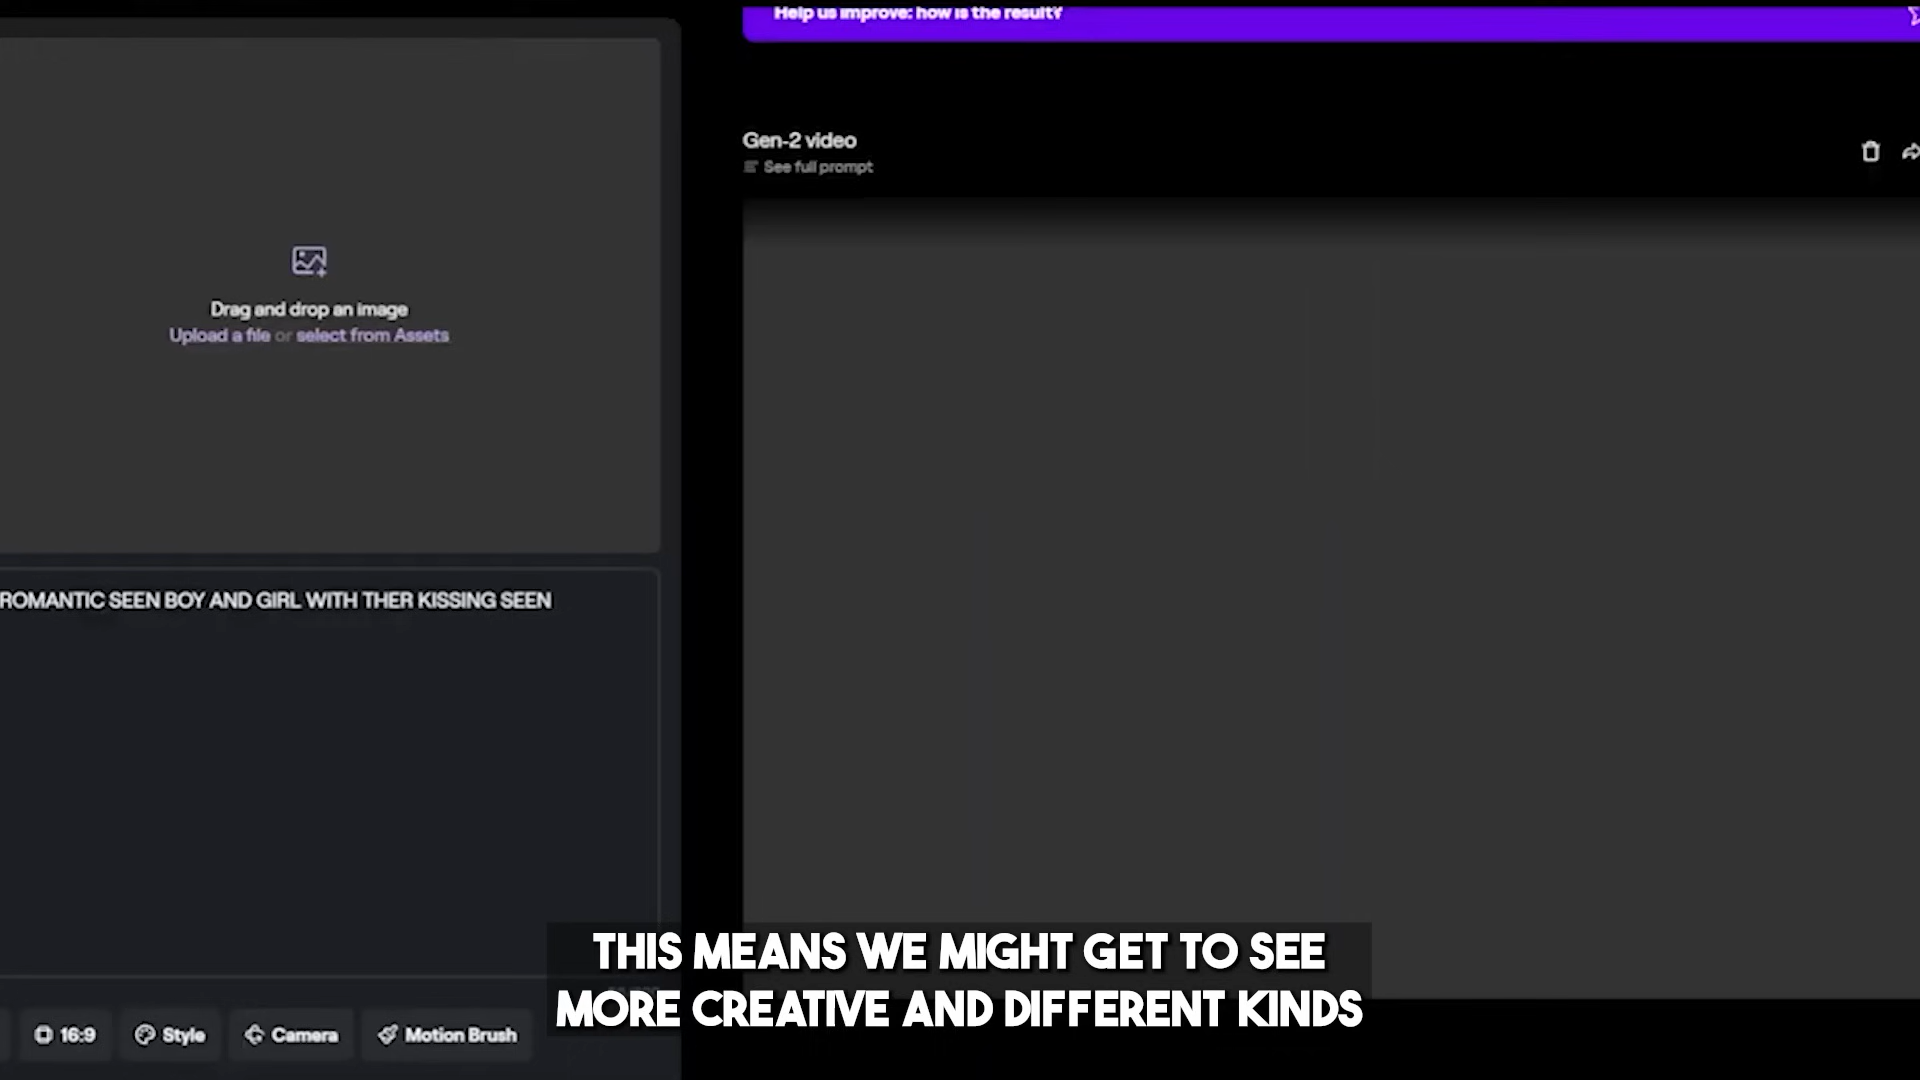 Help us improve: how is the result?
Gen-2 video
See full prompt
Drag and drop an image
Upload a file or select from Assets
ROMANTIC SEEN BOY AND GIRL WITH THER KISSING SEEN
THIS MEANS WE MIGHT GET TO SEE
MORE CREATIVE AND DIFFERENT KINDS
16:9
Style
Camera
Motion Brush